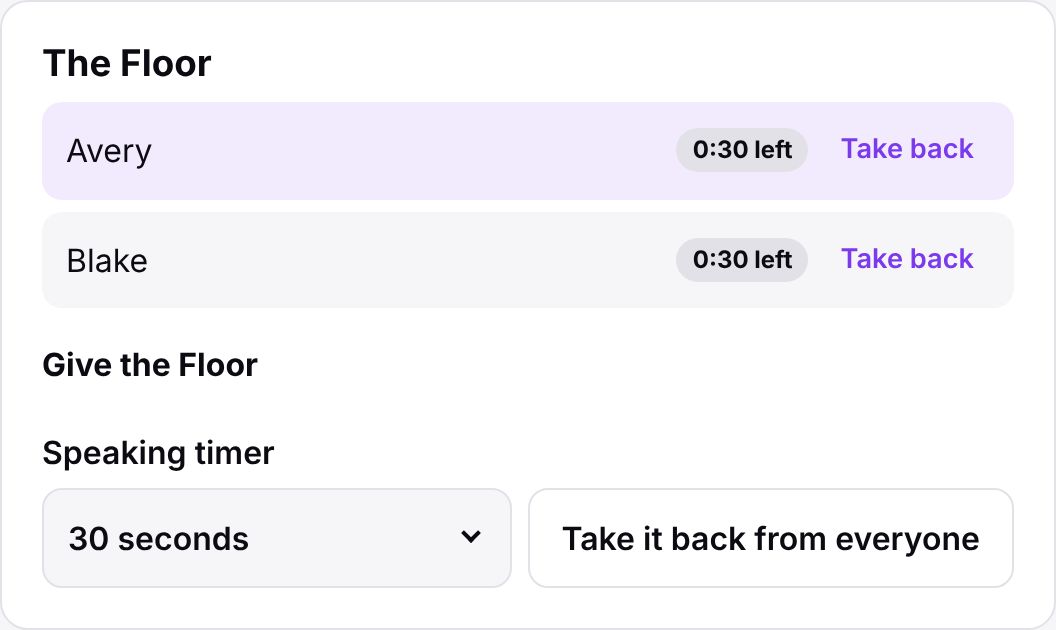 The Floor
Avery 0:30 left Take back
Blake 0:30 left Take back
Give the Floor
Speaking timer
30 seconds Take it back from everyone